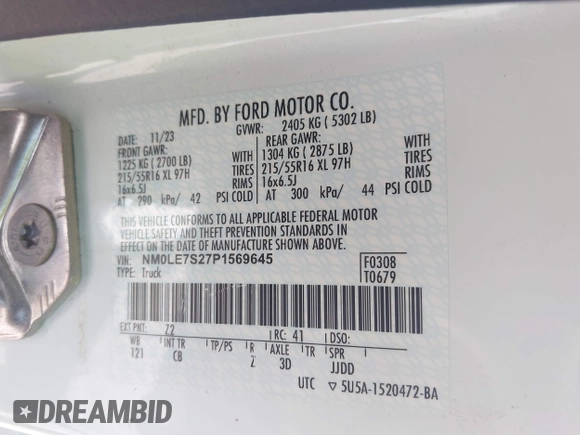 MFD. BY FORD MOTOR CO.
DATE: 11/23 GVWR: 2405 KG ( 5302 LB)
FRONT GAWR: REAR GAWR:
1225 KG ( 2700 LB) WITH 1304 KG ( 2875 LB) WITH
215/55R16 XL 97H TIRES 215/55R16 XL 97H TIRES
16x6.5J RIMS 16x6.5J RIMS
AT 290 kPa/ 42 PSI COLD AT 300 kPa/ 44 PSI COLD
THIS VEHICLE CONFORMS TO ALL APPLICABLE FEDERAL MOTOR
VEHICLE SAFETY AND THEFT PREVENTION STANDARDS IN EFFECT
ON THE DATE OF MANUFACTURE SHOWN ABOVE.
VIN: NM0LE7S27P1569645 F0308
TYPE: Truck T0679
EXT PNT: Z2 RC: 41 DSO:
WB INT TR TP/PS R AXLE TR SPR
121 CB Z 3D JJDD
UTC ▽ 5U5A-1520472-BA
DREAMBID